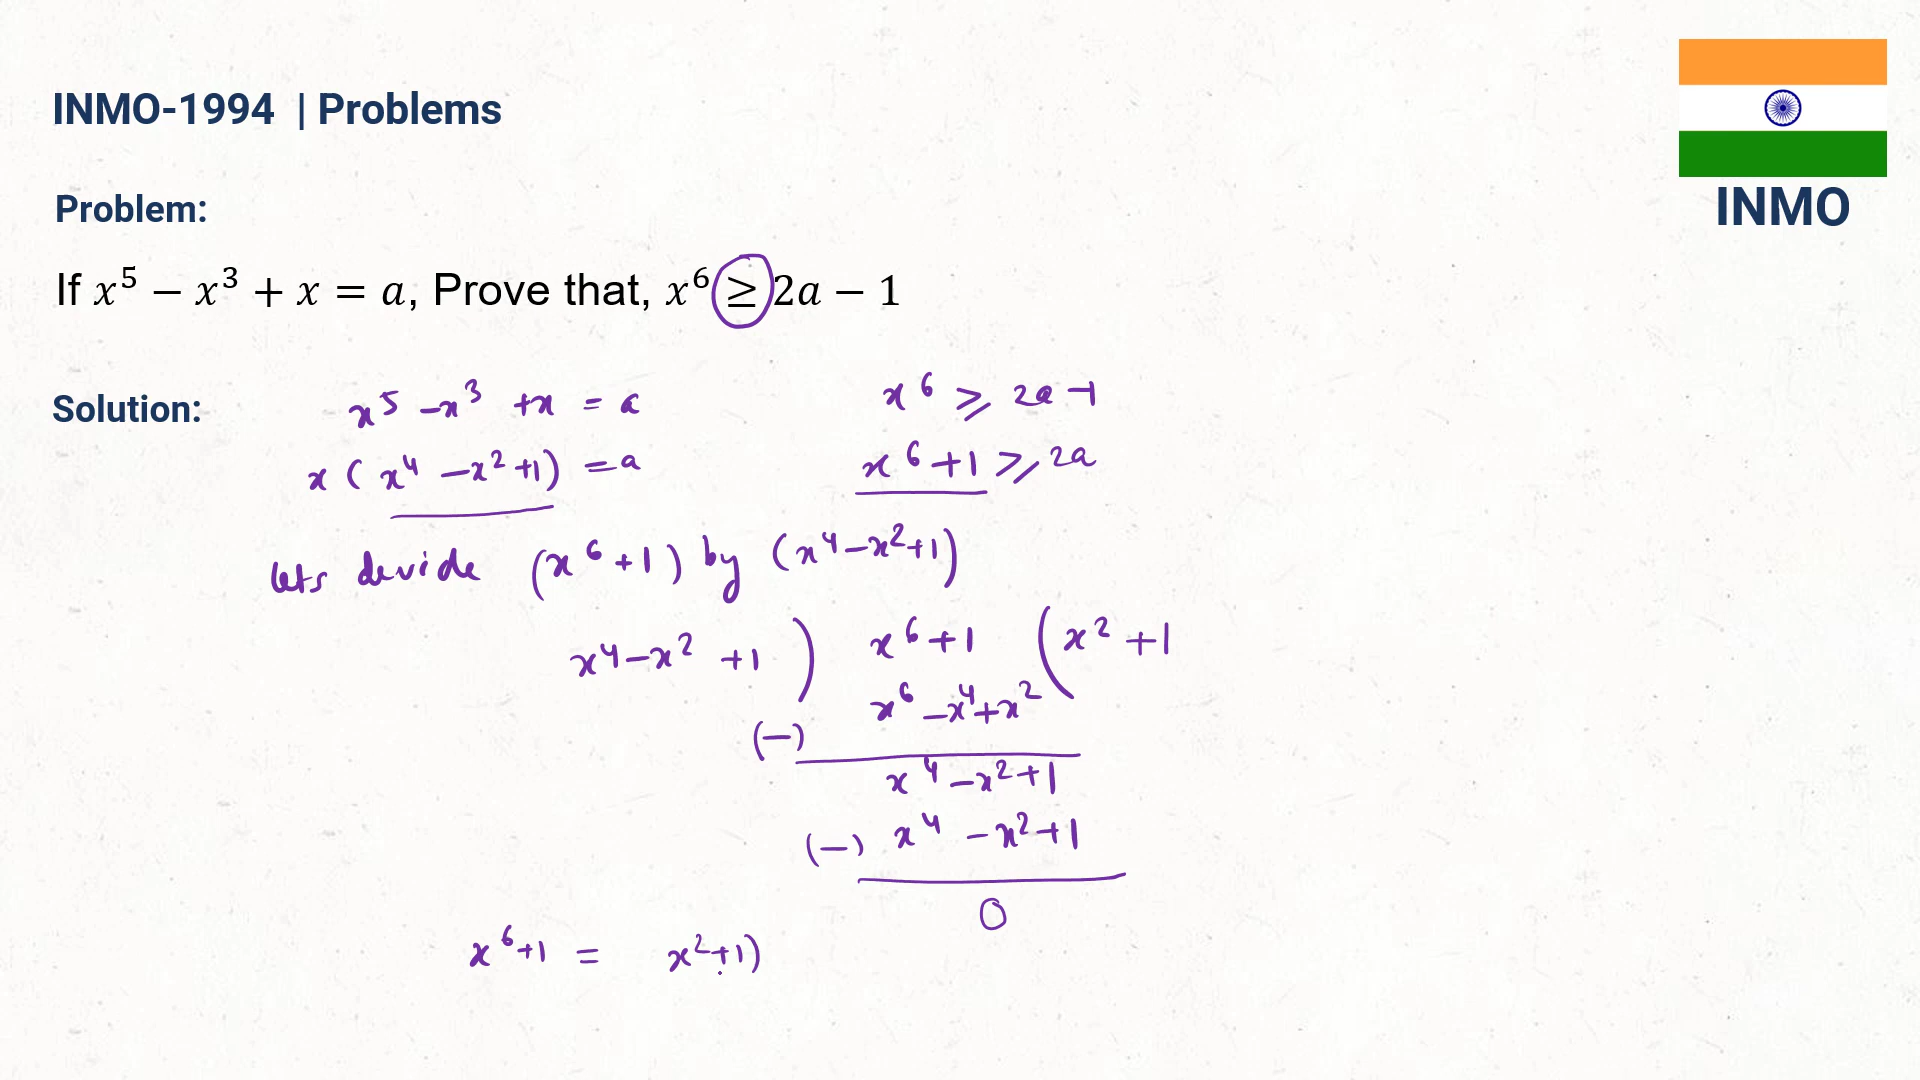 INMO-1994 | Problems
INMO
Problem:
If x⁵ − x³ + x = a, Prove that, x⁶ ≥ 2a − 1
Solution:
x⁵ − x³ + x = a
x⁶ ≥ 2a − 1
x ( x⁴ − x² + 1 ) = a
x⁶ + 1 ≥ 2a
lets devide (x⁶ + 1) by (x⁴ − x² + 1)
x⁴ − x² + 1 ) x⁶ + 1 ( x² + 1
x⁶ − x⁴ + x²
(−)
x⁴ − x² + 1
(−) x⁴ − x² + 1
0
x⁶ + 1 = x² + 1)